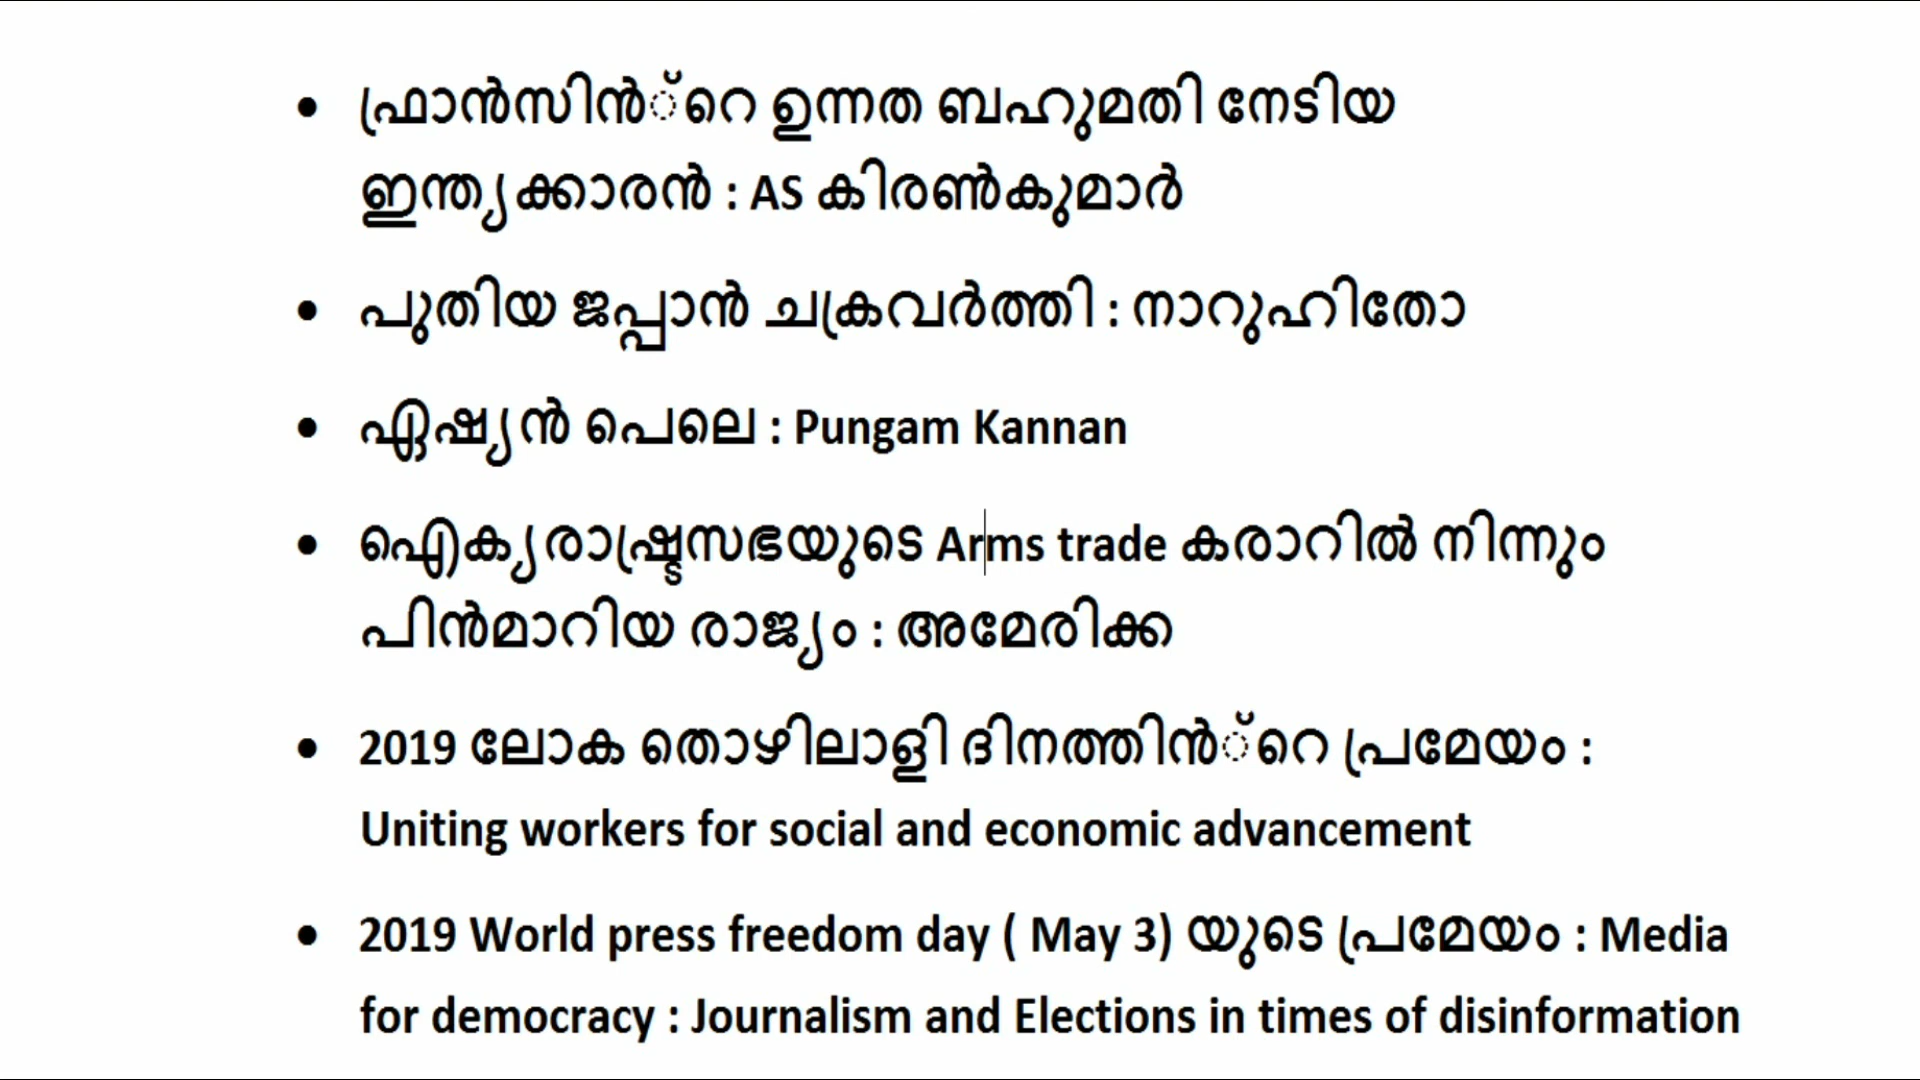 • ഫ്രാൻസിൻ്റെ ഉന്നത ബഹുമതി നേടിയ
ഇന്ത്യക്കാരൻ : AS കിരൺകുമാർ
• പുതിയ ജപ്പാൻ ചക്രവർത്തി : നാറുഹിതോ
• ഏഷ്യൻ പെലെ : Pungam Kannan
• ഐക്യരാഷ്ട്രസഭയുടെ Arms trade കരാറിൽ നിന്നും
പിൻമാറിയ രാജ്യം : അമേരിക്ക
• 2019 ലോക തൊഴിലാളി ദിനത്തിൻ്റെ പ്രമേയം :
Uniting workers for social and economic advancement
• 2019 World press freedom day ( May 3) യുടെ പ്രമേയം : Media
for democracy : Journalism and Elections in times of disinformation